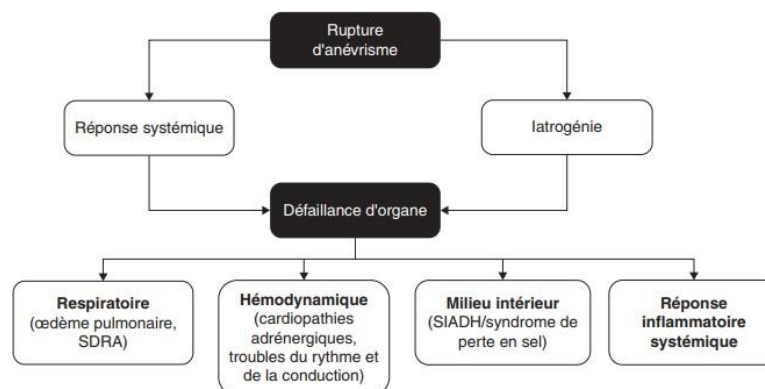 Rupture
d'anévrisme
Réponse systémique
Iatrogénie
Défaillance d'organe
Respiratoire
(œdème pulmonaire,
SDRA)
Hémodynamique
(cardiopathies
adrénergiques,
troubles du rythme et
de la conduction)
Milieu intérieur
(SIADH/syndrome de
perte en sel)
Réponse
inflammatoire
systémique